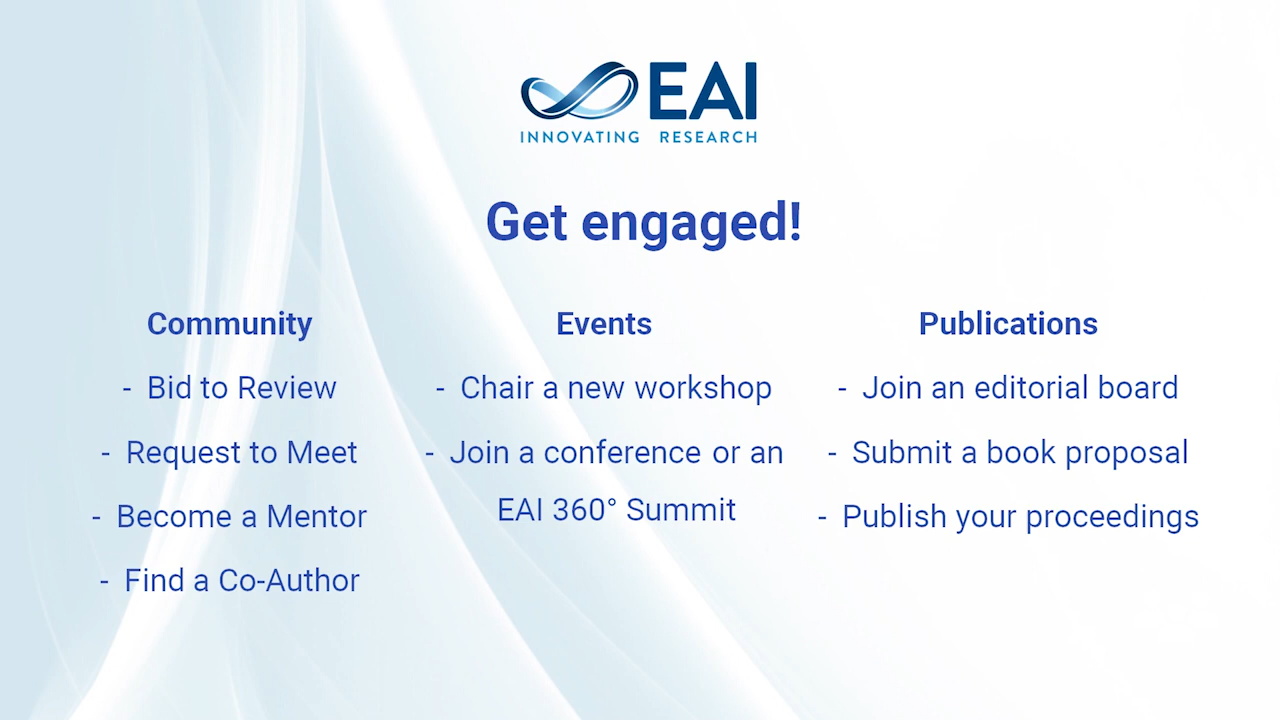 EAI
INNOVATING RESEARCH
Get engaged!
Community
- Bid to Review
- Request to Meet
- Become a Mentor
- Find a Co-Author
Events
- Chair a new workshop
- Join a conference or an
EAI 360° Summit
Publications
- Join an editorial board
- Submit a book proposal
- Publish your proceedings